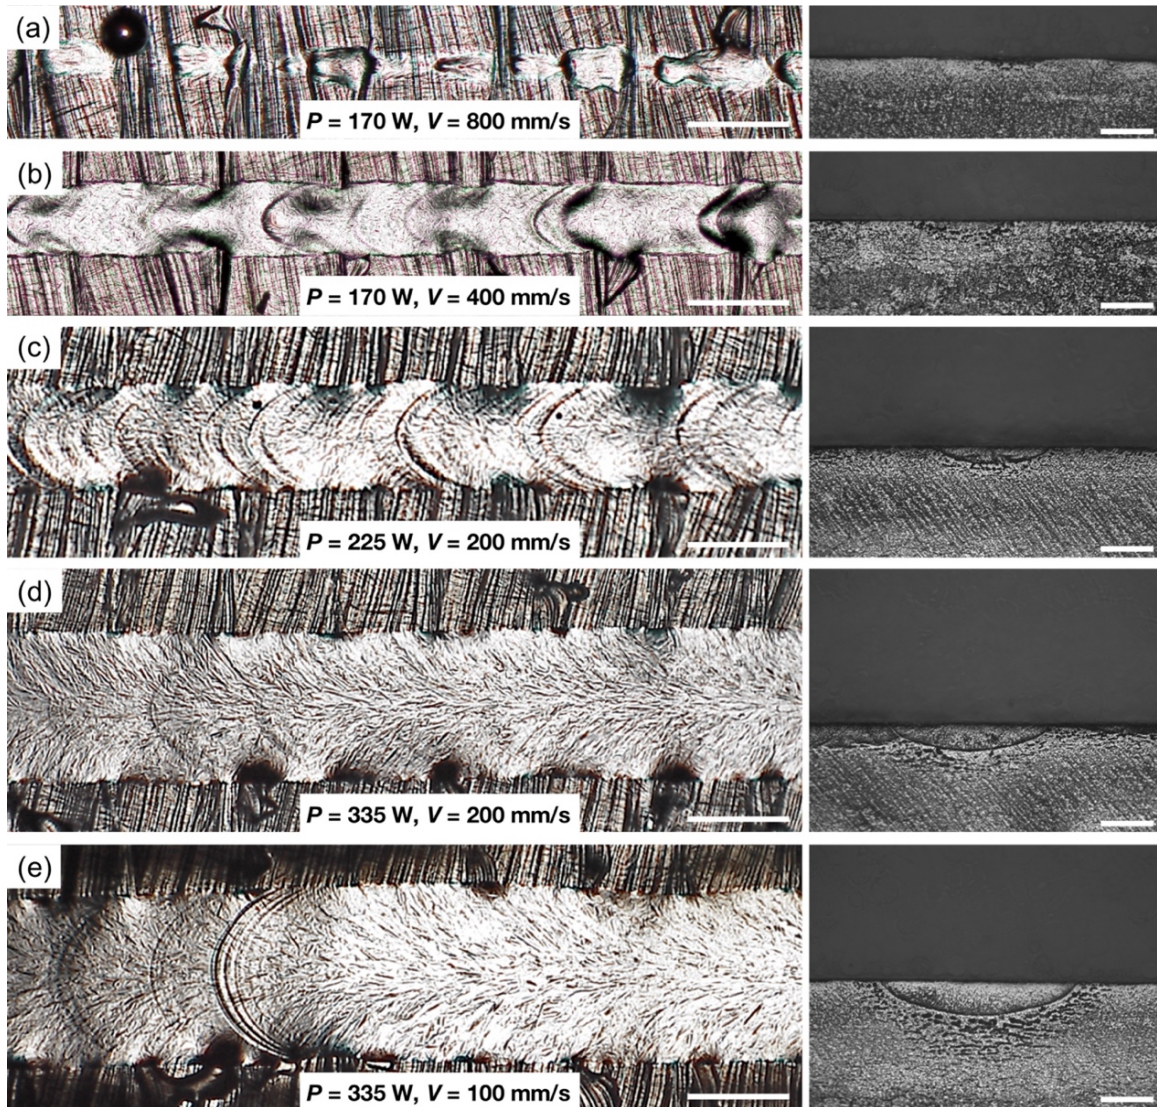 (a)
P = 170 W, V = 800 mm/s
(b)
P = 170 W, V = 400 mm/s
(c)
P = 225 W, V = 200 mm/s
(d)
P = 335 W, V = 200 mm/s
(e)
P = 335 W, V = 100 mm/s